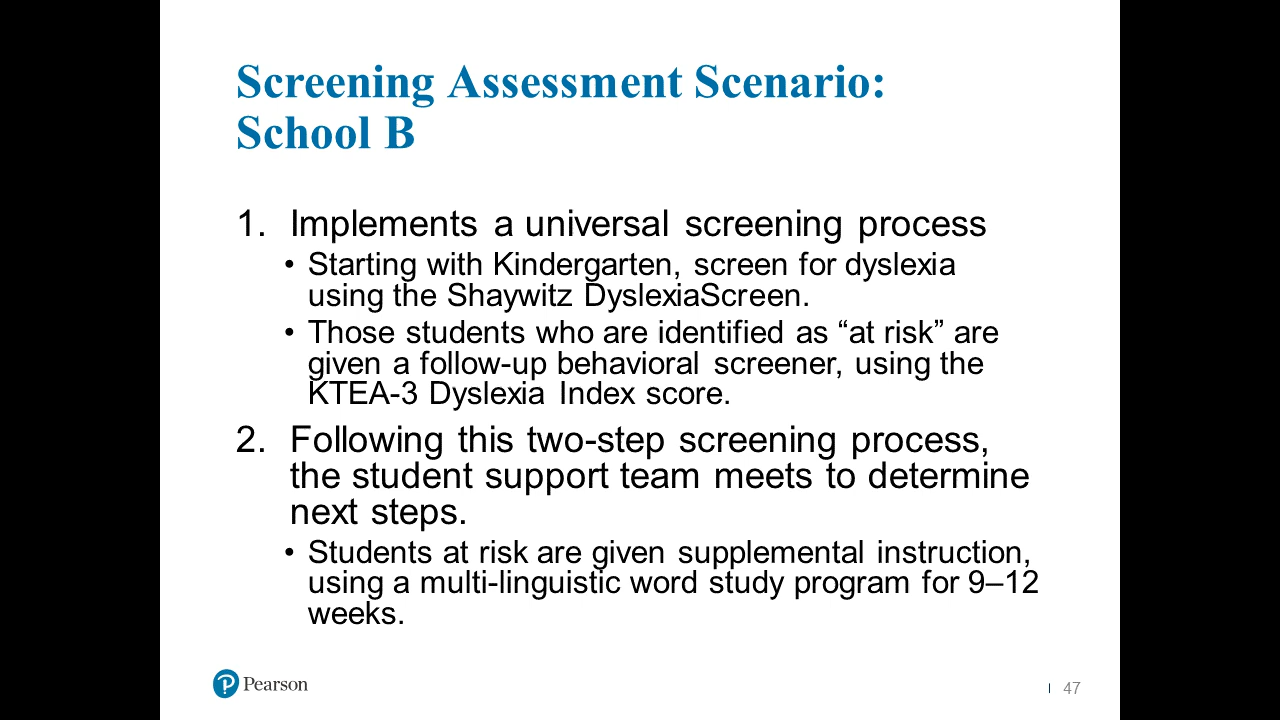 Screening Assessment Scenario:
School B
1. Implements a universal screening process
• Starting with Kindergarten, screen for dyslexia
using the Shaywitz DyslexiaScreen.
• Those students who are identified as “at risk” are
given a follow-up behavioral screener, using the
KTEA-3 Dyslexia Index score.
2. Following this two-step screening process,
the student support team meets to determine
next steps.
• Students at risk are given supplemental instruction,
using a multi-linguistic word study program for 9–12
weeks.
P Pearson
| 47